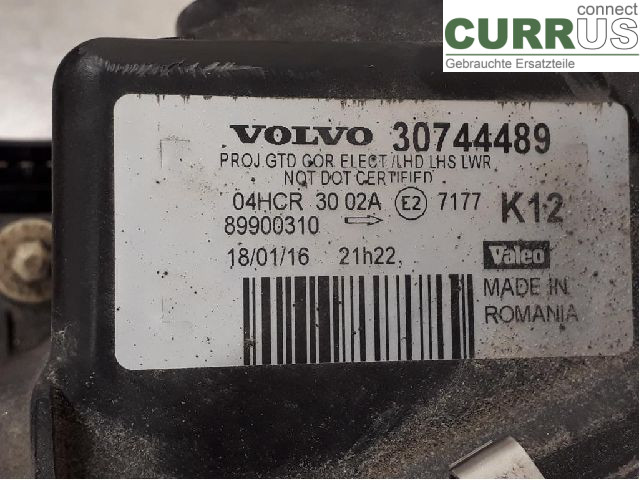 connect
CURRUS
Gebrauchte Ersatzteile
VOLVO 30744489
PROJ.GTD COR ELECT /LHD LHS LWR
NOT DOT CERTIFIED
04HCR 30 02A E2 7177 K12
89900310
18/01/16 21h22
Valeo
MADE IN
ROMANIA